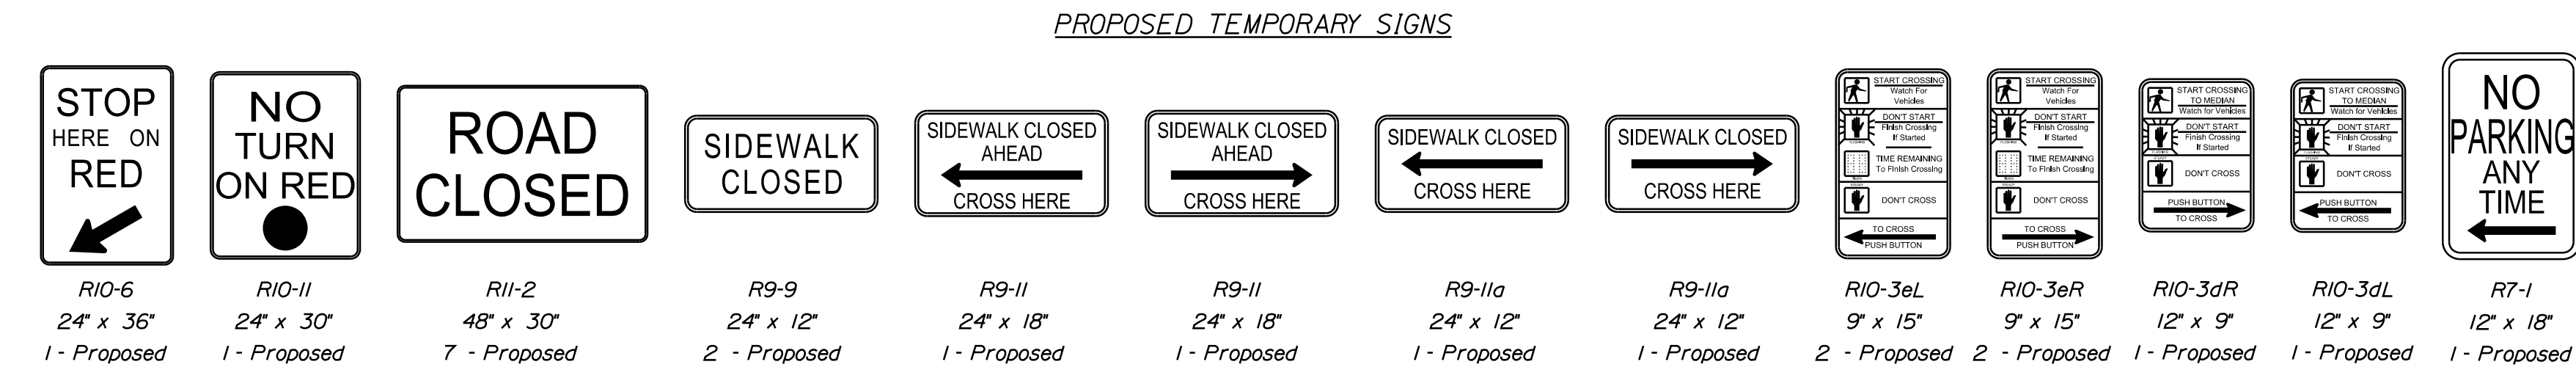 PROPOSED TEMPORARY SIGNS
STOP
HERE ON
RED
R10-6
24" x 36"
1 - Proposed
NO
TURN
ON RED
R10-11
24" x 30"
1 - Proposed
ROAD
CLOSED
R11-2
48" x 30"
7 - Proposed
SIDEWALK
CLOSED
R9-9
24" x 12"
2 - Proposed
SIDEWALK CLOSED
AHEAD
CROSS HERE
R9-11
24" x 18"
1 - Proposed
SIDEWALK CLOSED
AHEAD
CROSS HERE
R9-11
24" x 18"
1 - Proposed
SIDEWALK CLOSED
CROSS HERE
R9-11a
24" x 12"
1 - Proposed
SIDEWALK CLOSED
CROSS HERE
R9-11a
24" x 12"
1 - Proposed
START CROSSING
Watch For
Vehicles
DON'T START
Finish Crossing
If Started
FLASHING
TIME REMAINING
To Finish Crossing
STEADY
DON'T CROSS
TO CROSS
PUSH BUTTON
R10-3eL
9" x 15"
2 - Proposed
START CROSSING
Watch For
Vehicles
DON'T START
Finish Crossing
If Started
FLASHING
TIME REMAINING
To Finish Crossing
STEADY
DON'T CROSS
TO CROSS
PUSH BUTTON
R10-3eR
9" x 15"
2 - Proposed
START CROSSING
TO MEDIAN
Watch for Vehicles
DON'T START
Finish Crossing
If Started
FLASHING
STEADY
DON'T CROSS
PUSH BUTTON
TO CROSS
R10-3dR
12" x 9"
1 - Proposed
START CROSSING
TO MEDIAN
Watch for Vehicles
DON'T START
Finish Crossing
If Started
FLASHING
STEADY
DON'T CROSS
PUSH BUTTON
TO CROSS
R10-3dL
12" x 9"
1 - Proposed
NO
PARKING
ANY
TIME
R7-1
12" x 18"
1 - Proposed